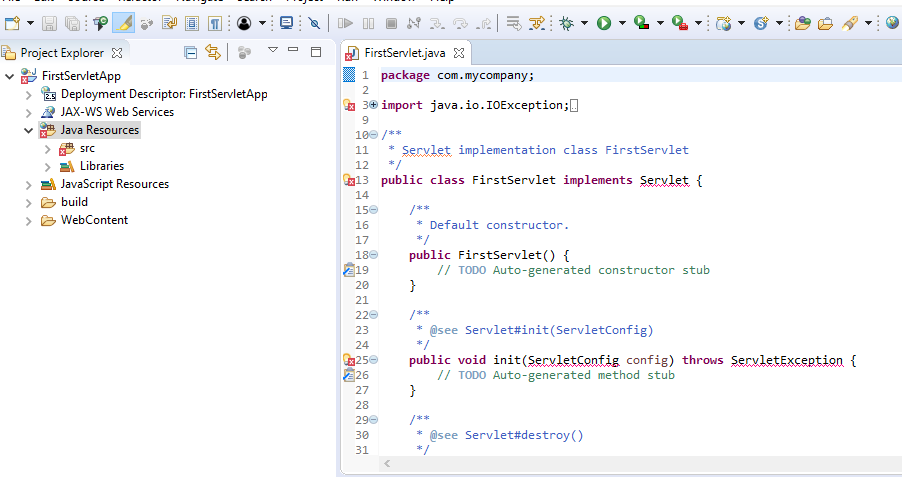 Project Explorer
FirstServletApp
Deployment Descriptor: FirstServletApp
JAX-WS Web Services
Java Resources
src
Libraries
JavaScript Resources
build
WebContent
FirstServlet.java
1 package com.mycompany;
2
3 import java.io.IOException;
9
10 /**
11 * Servlet implementation class FirstServlet
12 */
13 public class FirstServlet implements Servlet {
14
15 /**
16 * Default constructor.
17 */
18 public FirstServlet() {
19 // TODO Auto-generated constructor stub
20 }
21
22 /**
23 * @see Servlet#init(ServletConfig)
24 */
25 public void init(ServletConfig config) throws ServletException {
26 // TODO Auto-generated method stub
27 }
28
29 /**
30 * @see Servlet#destroy()
31 */